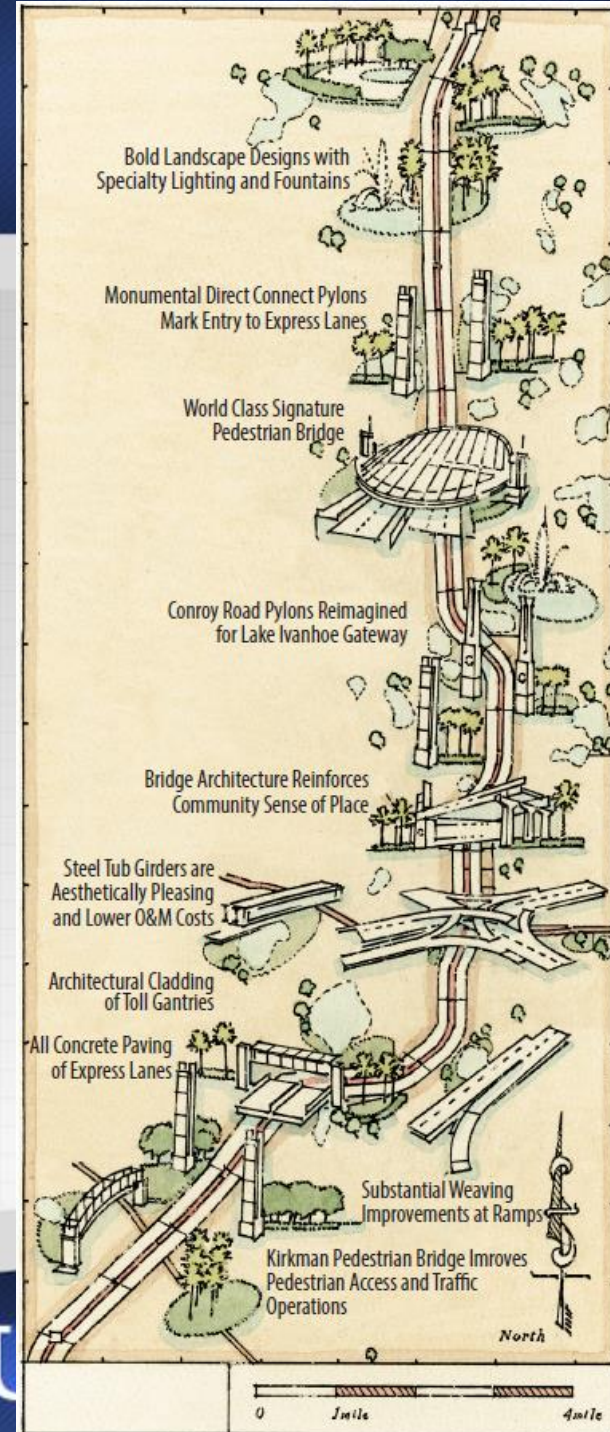 Bold Landscape Designs with
Specialty Lighting and Fountains
Monumental Direct Connect Pylons
Mark Entry to Express Lanes
World Class Signature
Pedestrian Bridge
Conroy Road Pylons Reimagined
for Lake Ivanhoe Gateway
Bridge Architecture Reinforces
Community Sense of Place
Steel Tub Girders are
Aesthetically Pleasing
and Lower O&M Costs
Architectural Cladding
of Toll Gantries
All Concrete Paving
of Express Lanes
Substantial Weaving
Improvements at Ramps
Kirkman Pedestrian Bridge Imroves
Pedestrian Access and Traffic
Operations
North
0 1mile 4mile